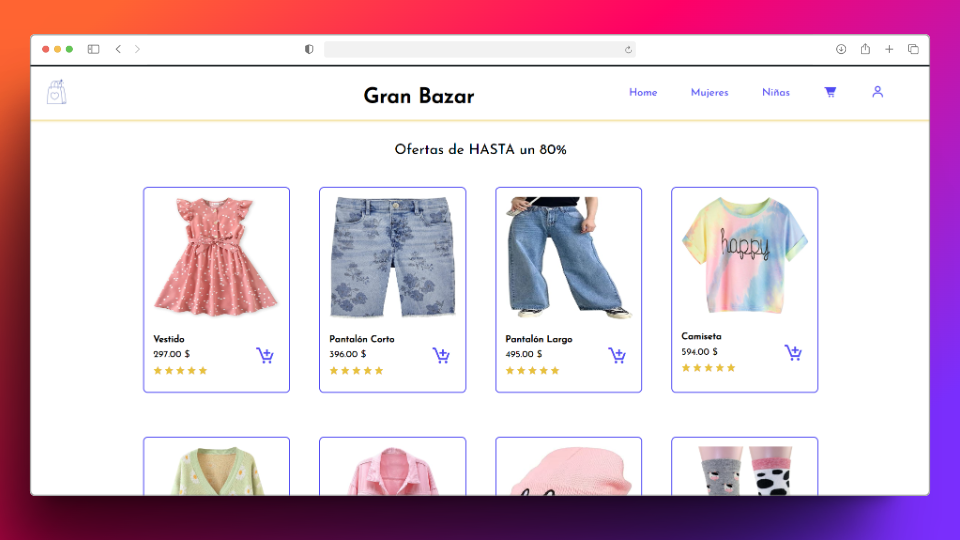 Gran Bazar
Home
Mujeres
Niñas
Ofertas de HASTA un 80%
happy
Vestido
297.00 $
Pantalón Corto
396.00 $
Pantalón Largo
495.00 $
Camiseta
594.00 $